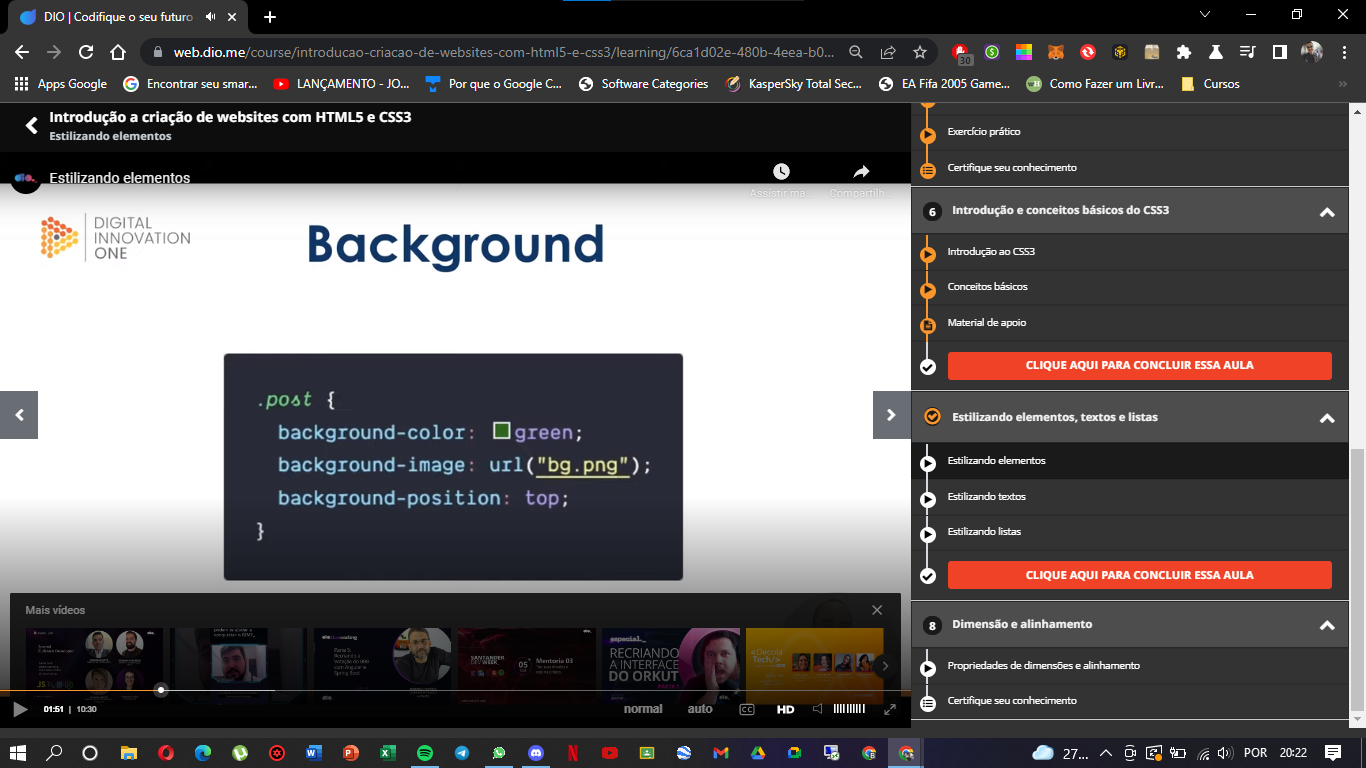 DIO | Codifique o seu futuro
web.dio.me/course/introducao-criacao-de-websites-com-html5-e-css3/learning/6ca1d02e-480b-4eea-b0...
30
Apps Google
Encontrar seu smar...
LANÇAMENTO - JO...
Por que o Google C...
Software Categories
KasperSky Total Sec...
EA Fifa 2005 Game...
Como Fazer um Livr...
Cursos
Introdução a criação de websites com HTML5 e CSS3
Estilizando elementos
dio.
Estilizando elementos
Assistir ma...
Compartilh...
DIGITAL
INNOVATION
ONE
Background
.post {
background-color: green;
background-image: url("bg.png");
background-position: top;
}
Mais vídeos
Mentoria 03
especial_
RECRIANDO
A INTERFACE
DO ORKUT
PARTE 1
01:51 | 10:30
normal
auto
CC
HD
Exercício prático
Certifique seu conhecimento
6 Introdução e conceitos básicos do CSS3
Introdução ao CSS3
Conceitos básicos
Material de apoio
CLIQUE AQUI PARA CONCLUIR ESSA AULA
Estilizando elementos, textos e listas
Estilizando elementos
Estilizando textos
Estilizando listas
CLIQUE AQUI PARA CONCLUIR ESSA AULA
8 Dimensão e alinhamento
Propriedades de dimensões e alinhamento
Certifique seu conhecimento
27...
POR
20:22